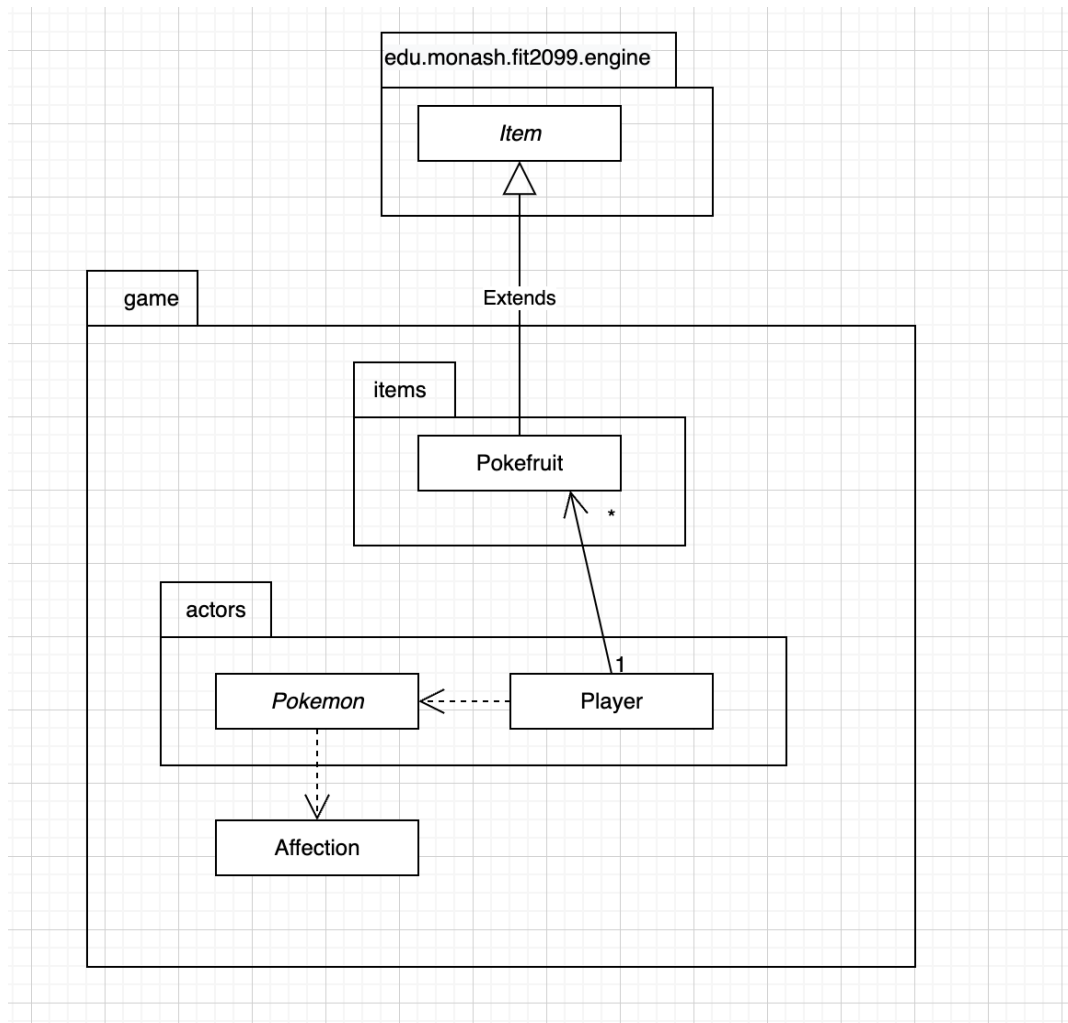 edu.monash.fit2099.engine
Item
Extends
game
items
Pokefruit
*
actors
1
Pokemon
Player
Affection